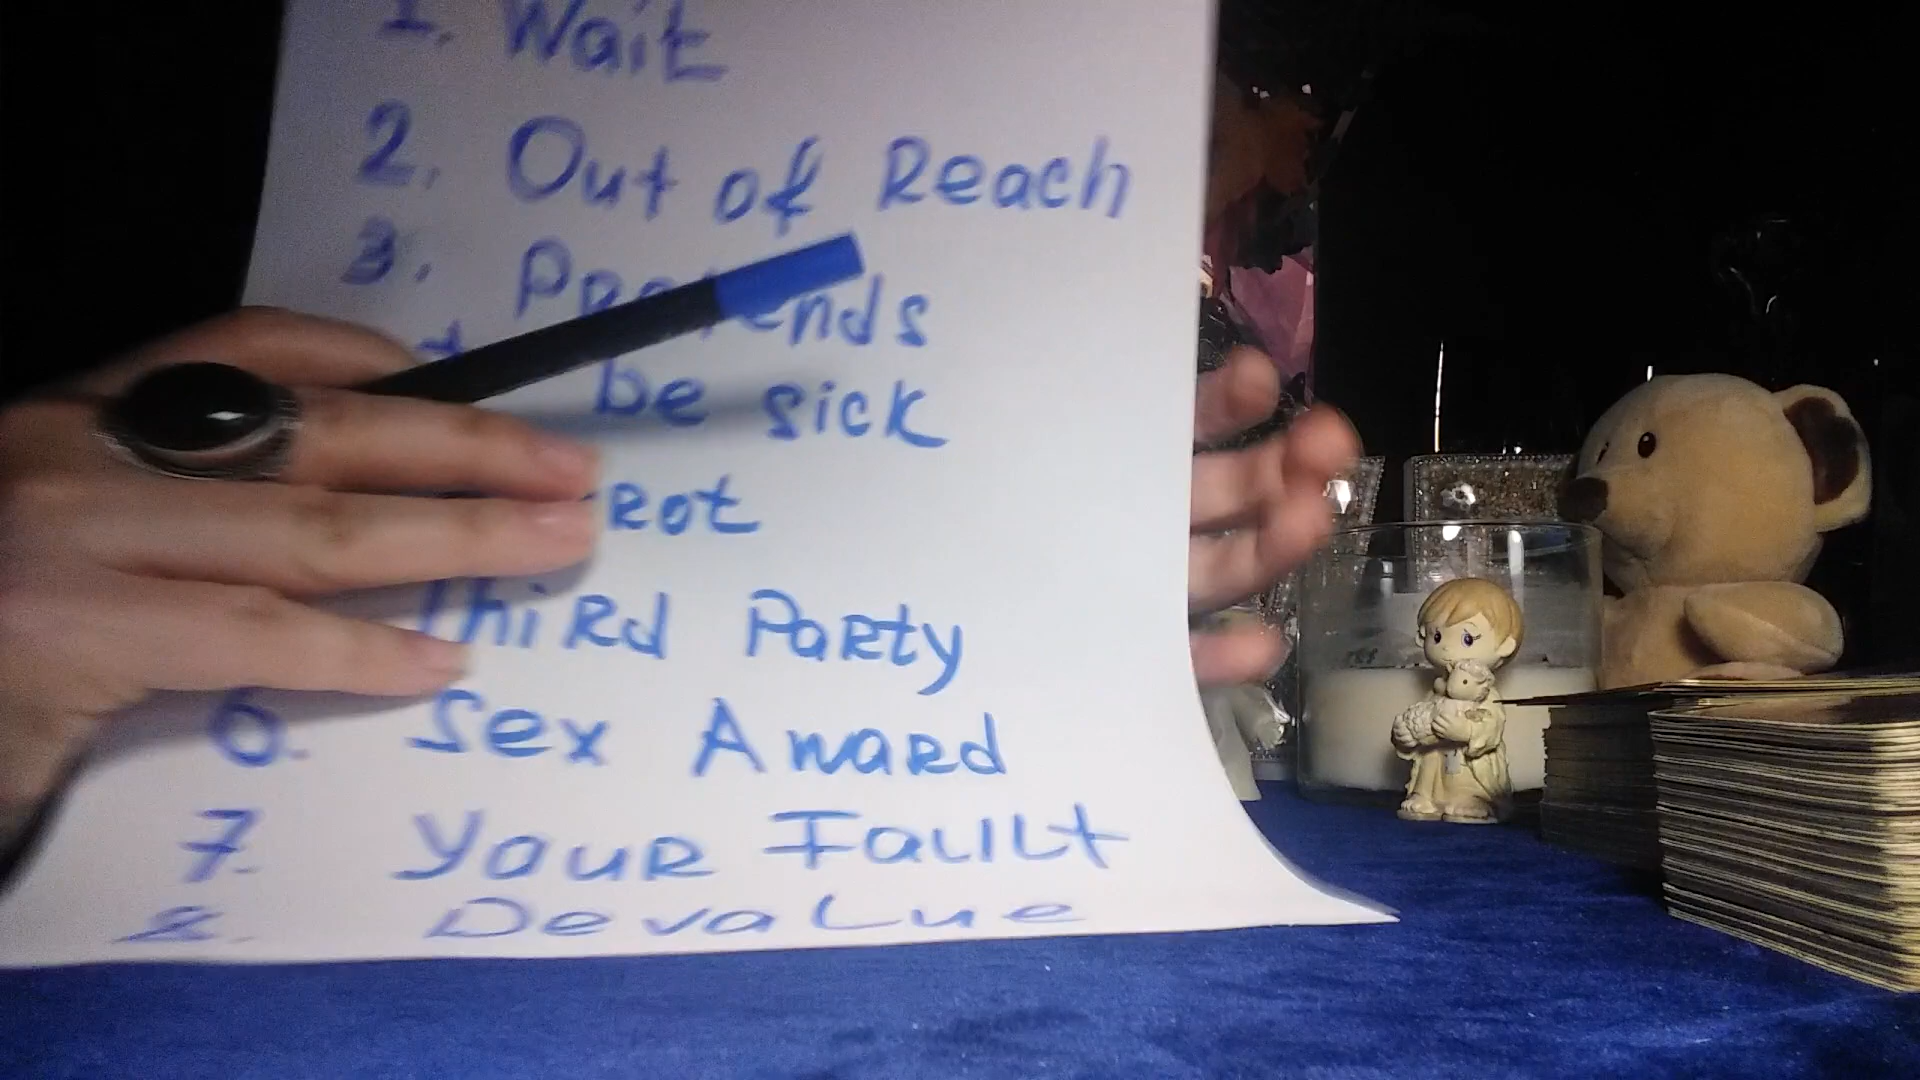 1. Wait
2. Out of Reach
3. Pretends
be sick
rot
Third Party
6. Sex Award
7. Your Fault
8. Devalue